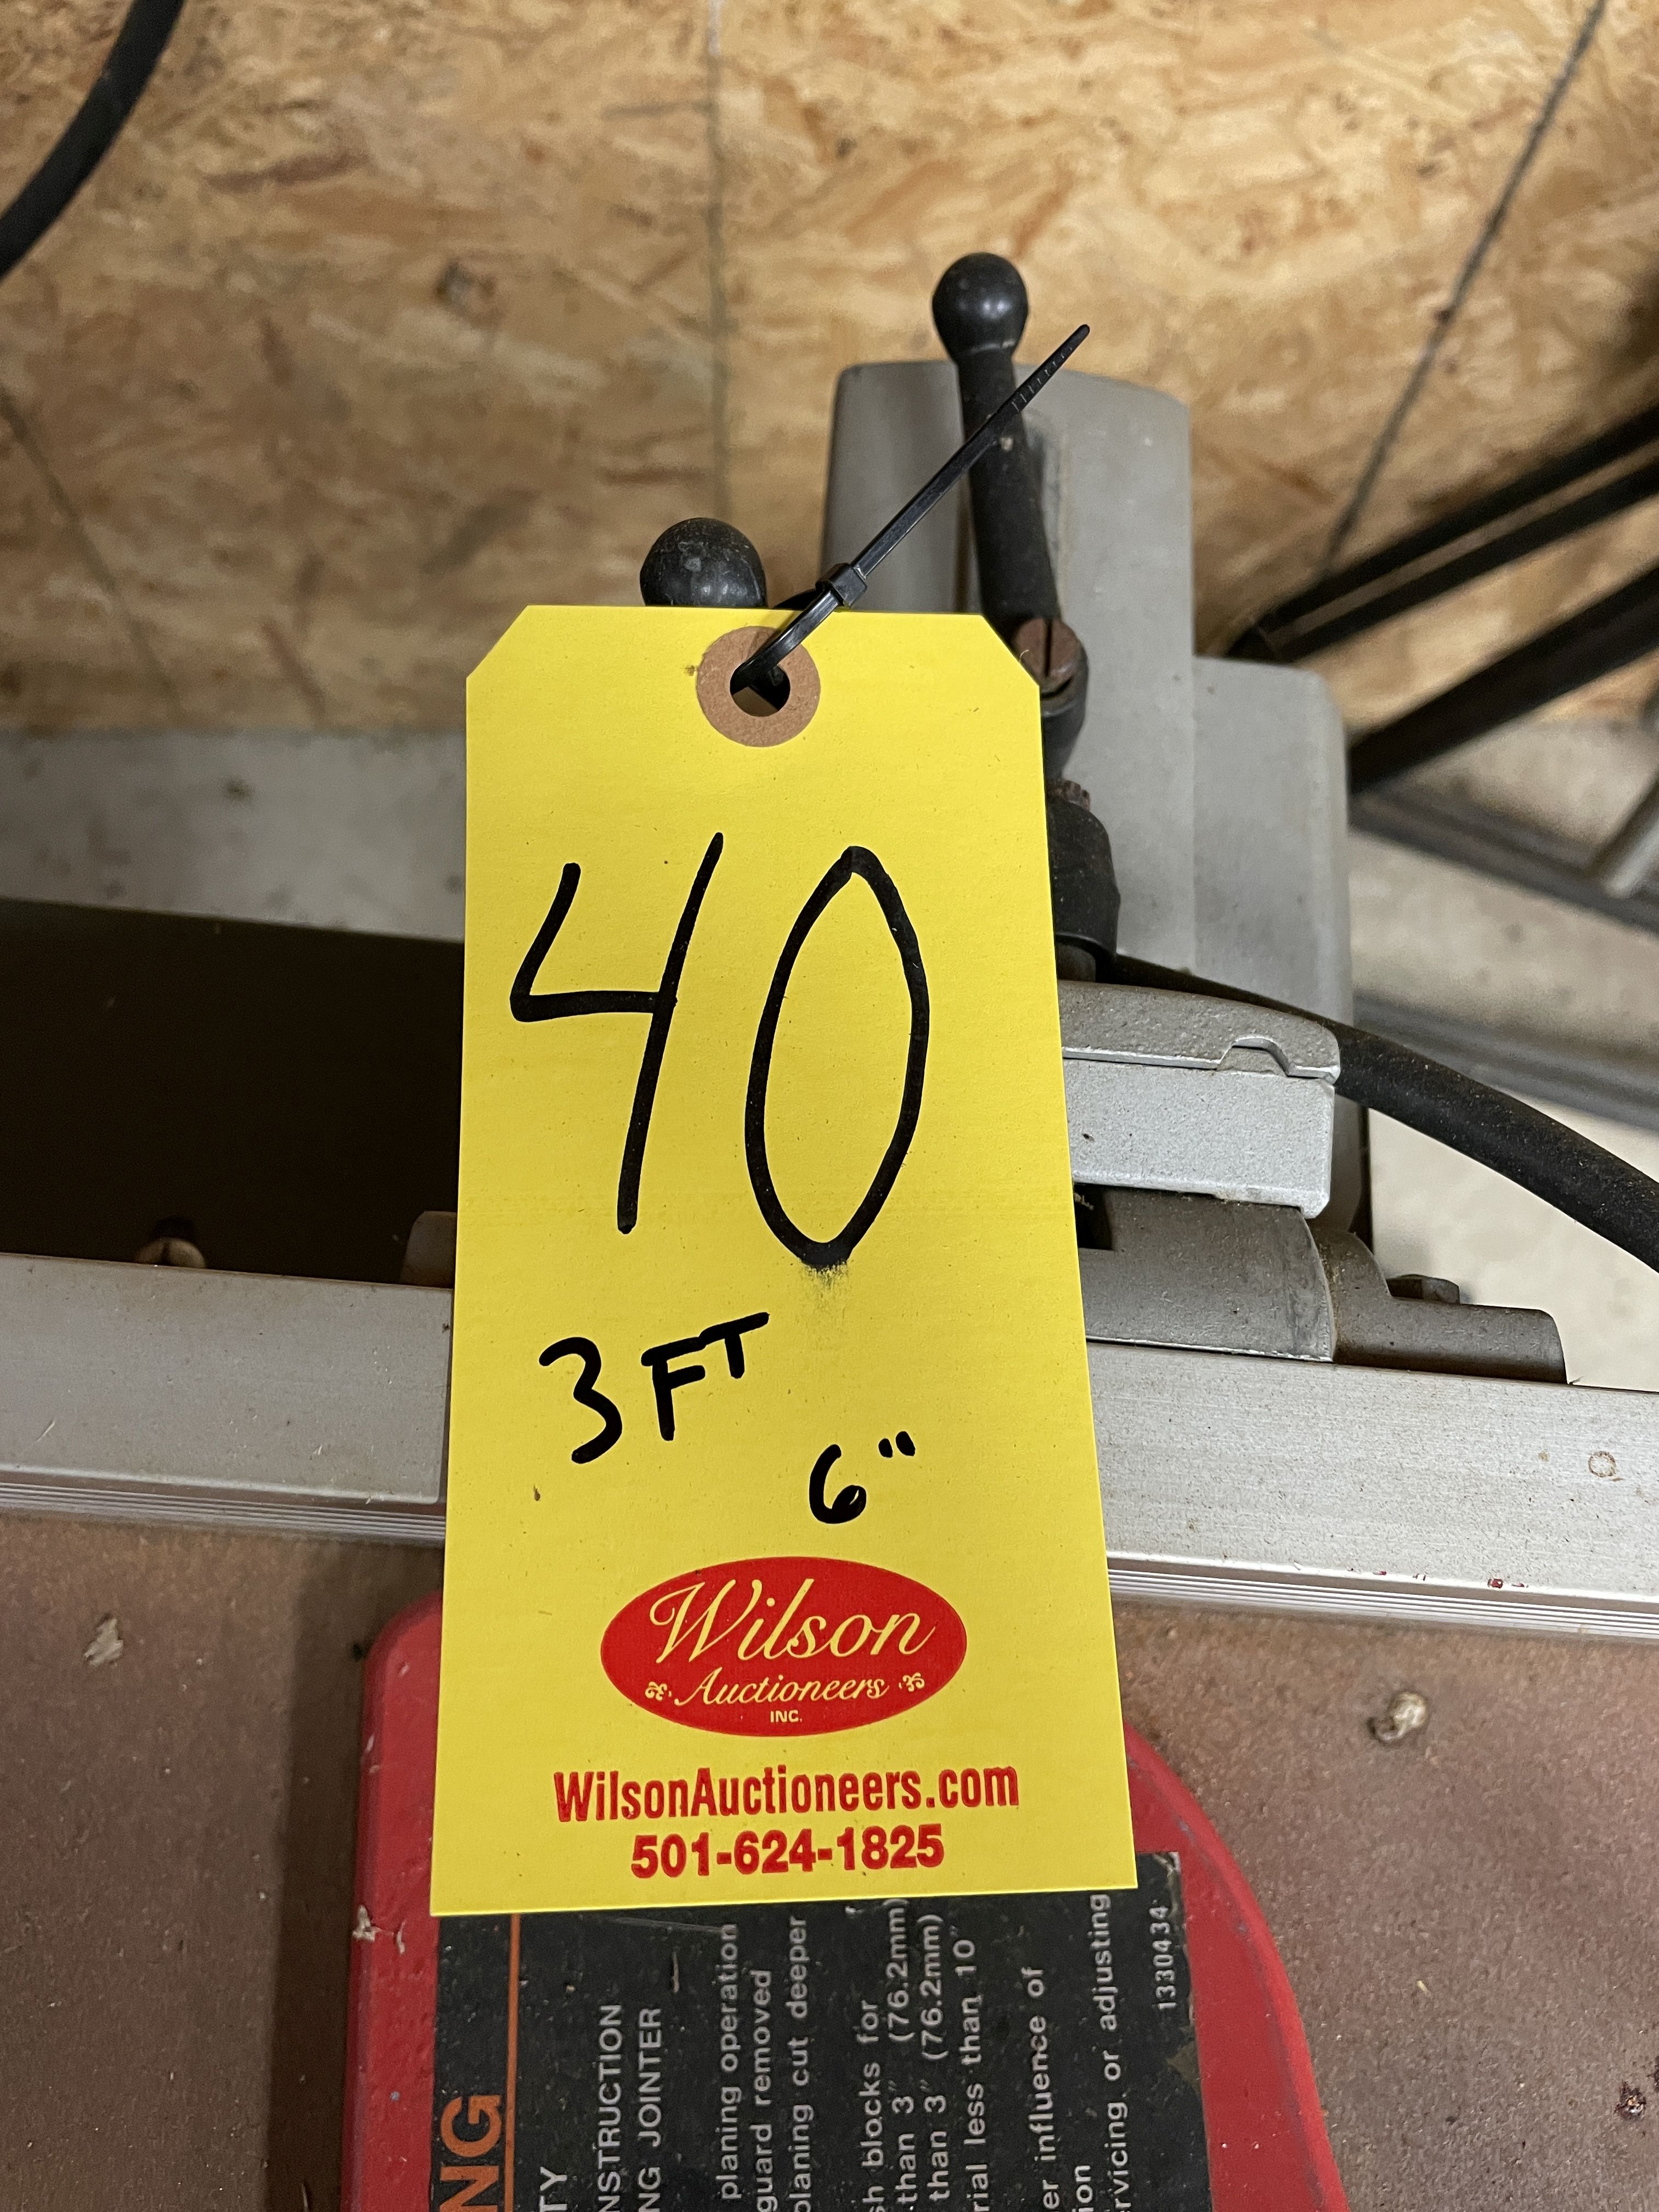 40
3 FT
6"
Wilson
Auctioneers
INC.
WilsonAuctioneers.com
501-624-1825
planing operation
guard removed
planing cut deeper
blocks for
than 3" (76.2mm)
than 3" (76.2mm)
less than 10"
influence of
or adjusting
1330434
JOINTER